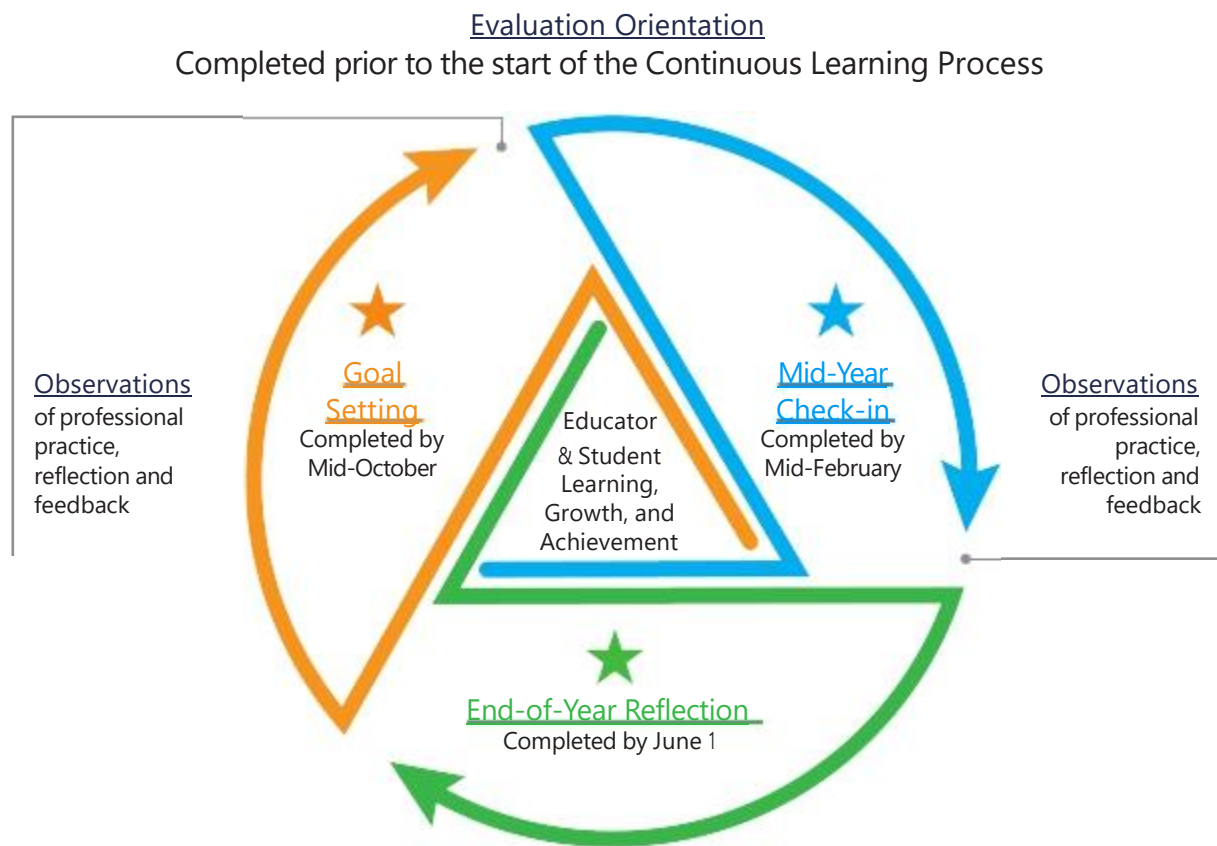 Evaluation Orientation
Completed prior to the start of the Continuous Learning Process
Observations
of professional
practice,
reflection and
feedback
Goal
Setting
Completed by
Mid-October
Educator
& Student
Learning,
Growth, and
Achievement
Mid-Year
Check-in
Completed by
Mid-February
Observations
of professional
practice,
reflection and
feedback
End-of-Year Reflection
Completed by June 1